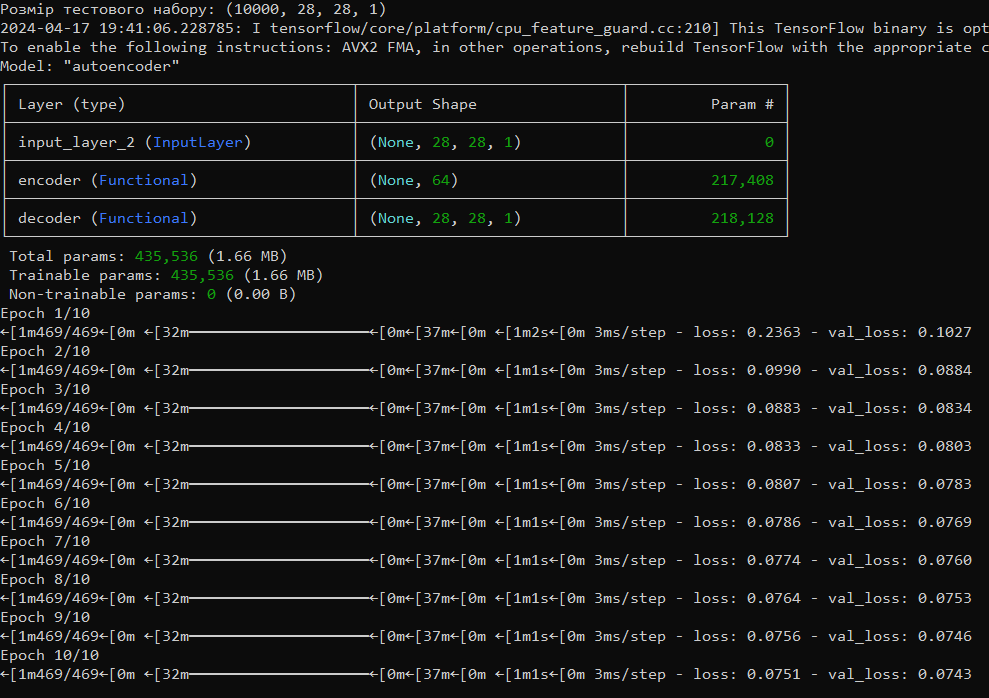 Розмір тестового набору: (10000, 28, 28, 1)
2024-04-17 19:41:06.228785: I tensorflow/core/platform/cpu_feature_guard.cc:210] This TensorFlow binary is opt
To enable the following instructions: AVX2 FMA, in other operations, rebuild TensorFlow with the appropriate c
Model: "autoencoder"
Layer (type) Output Shape Param #
input_layer_2 (InputLayer) (None, 28, 28, 1) 0
encoder (Functional) (None, 64) 217,408
decoder (Functional) (None, 28, 28, 1) 218,128
Total params: 435,536 (1.66 MB)
Trainable params: 435,536 (1.66 MB)
Non-trainable params: 0 (0.00 B)
Epoch 1/10
←[1m469/469←[0m ←[32m━━━━━━━━━━━━━━━━━━━━←[0m←[37m←[0m ←[1m2s←[0m 3ms/step - loss: 0.2363 - val_loss: 0.1027
Epoch 2/10
←[1m469/469←[0m ←[32m━━━━━━━━━━━━━━━━━━━━←[0m←[37m←[0m ←[1m1s←[0m 3ms/step - loss: 0.0990 - val_loss: 0.0884
Epoch 3/10
←[1m469/469←[0m ←[32m━━━━━━━━━━━━━━━━━━━━←[0m←[37m←[0m ←[1m1s←[0m 3ms/step - loss: 0.0883 - val_loss: 0.0834
Epoch 4/10
←[1m469/469←[0m ←[32m━━━━━━━━━━━━━━━━━━━━←[0m←[37m←[0m ←[1m1s←[0m 3ms/step - loss: 0.0833 - val_loss: 0.0803
Epoch 5/10
←[1m469/469←[0m ←[32m━━━━━━━━━━━━━━━━━━━━←[0m←[37m←[0m ←[1m1s←[0m 3ms/step - loss: 0.0807 - val_loss: 0.0783
Epoch 6/10
←[1m469/469←[0m ←[32m━━━━━━━━━━━━━━━━━━━━←[0m←[37m←[0m ←[1m1s←[0m 3ms/step - loss: 0.0786 - val_loss: 0.0769
Epoch 7/10
←[1m469/469←[0m ←[32m━━━━━━━━━━━━━━━━━━━━←[0m←[37m←[0m ←[1m1s←[0m 3ms/step - loss: 0.0774 - val_loss: 0.0760
Epoch 8/10
←[1m469/469←[0m ←[32m━━━━━━━━━━━━━━━━━━━━←[0m←[37m←[0m ←[1m1s←[0m 3ms/step - loss: 0.0764 - val_loss: 0.0753
Epoch 9/10
←[1m469/469←[0m ←[32m━━━━━━━━━━━━━━━━━━━━←[0m←[37m←[0m ←[1m1s←[0m 3ms/step - loss: 0.0756 - val_loss: 0.0746
Epoch 10/10
←[1m469/469←[0m ←[32m━━━━━━━━━━━━━━━━━━━━←[0m←[37m←[0m ←[1m1s←[0m 3ms/step - loss: 0.0751 - val_loss: 0.0743